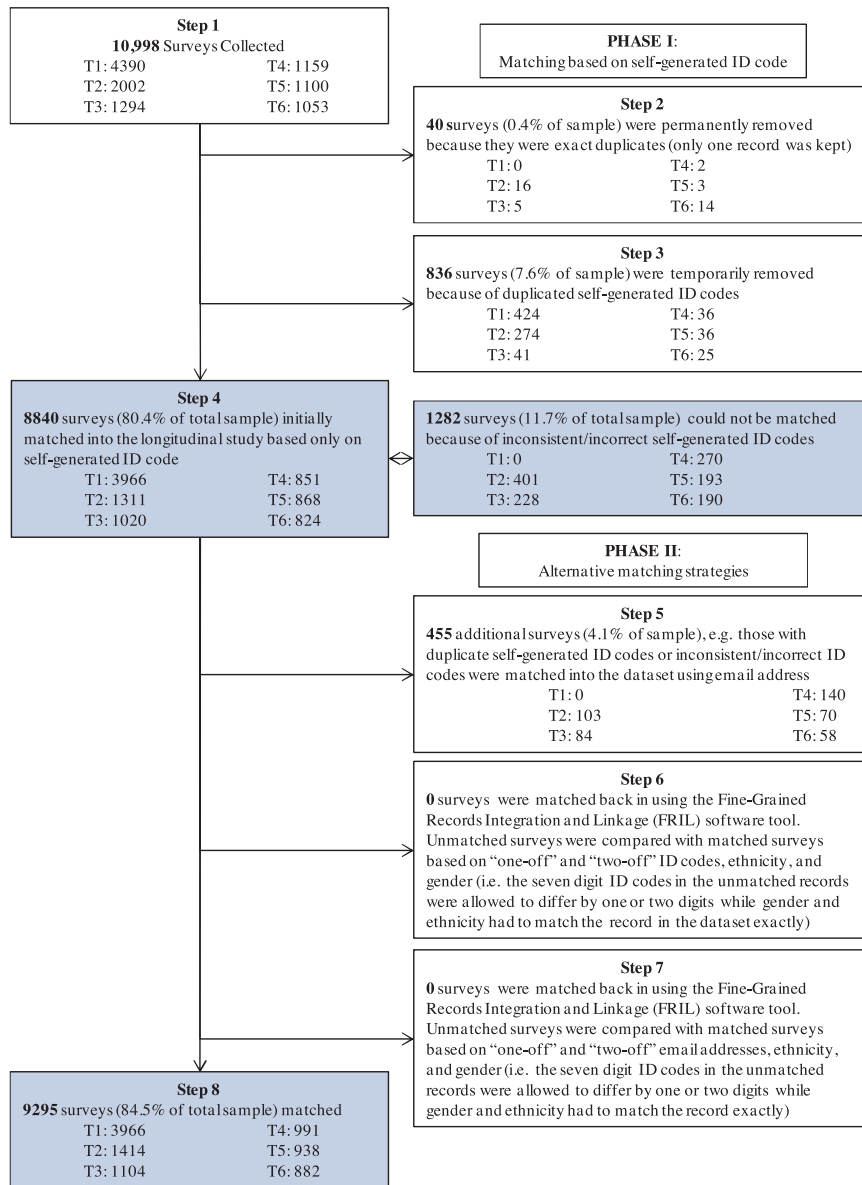 Step 1
10,998 Surveys Collected
T1: 4390 T4: 1159
T2: 2002 T5: 1100
T3: 1294 T6: 1053
PHASE I:
Matching based on self-generated ID code
Step 2
40 surveys (0.4% of sample) were permanently removed
because they were exact duplicates (only one record was kept)
T1: 0 T4: 2
T2: 16 T5: 3
T3: 5 T6: 14
Step 3
836 surveys (7.6% of sample) were temporarily removed
because of duplicated self-generated ID codes
T1: 424 T4: 36
T2: 274 T5: 36
T3: 41 T6: 25
Step 4
8840 surveys (80.4% of total sample) initially
matched into the longitudinal study based only on
self-generated ID code
T1: 3966 T4: 851
T2: 1311 T5: 868
T3: 1020 T6: 824
1282 surveys (11.7% of total sample) could not be matched
because of inconsistent/incorrect self-generated ID codes
T1: 0 T4: 270
T2: 401 T5: 193
T3: 228 T6: 190
PHASE II:
Alternative matching strategies
Step 5
455 additional surveys (4.1% of sample), e.g. those with
duplicate self-generated ID codes or inconsistent/incorrect ID
codes were matched into the dataset using email address
T1: 0 T4: 140
T2: 103 T5: 70
T3: 84 T6: 58
Step 6
0 surveys were matched back in using the Fine-Grained
Records Integration and Linkage (FRIL) software tool.
Unmatched surveys were compared with matched surveys
based on “one-off” and “two-off” ID codes, ethnicity, and
gender (i.e. the seven digit ID codes in the unmatched records
were allowed to differ by one or two digits while gender and
ethnicity had to match the record in the dataset exactly)
Step 7
0 surveys were matched back in using the Fine-Grained
Records Integration and Linkage (FRIL) software tool.
Unmatched surveys were compared with matched surveys
based on “one-off” and “two-off” email addresses, ethnicity,
and gender (i.e. the seven digit ID codes in the unmatched
records were allowed to differ by one or two digits while
gender and ethnicity had to match the record exactly)
Step 8
9295 surveys (84.5% of total sample) matched
T1: 3966 T4: 991
T2: 1414 T5: 938
T3: 1104 T6: 882